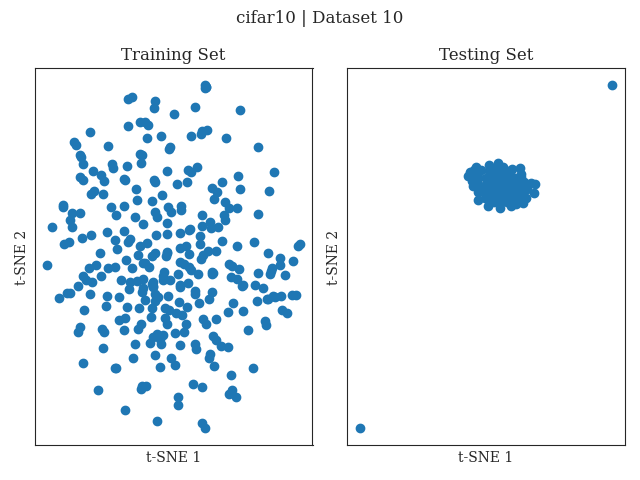 cifar10 | Dataset 10
Training Set
Testing Set
t-SNE 2
t-SNE 2
t-SNE 1
t-SNE 1